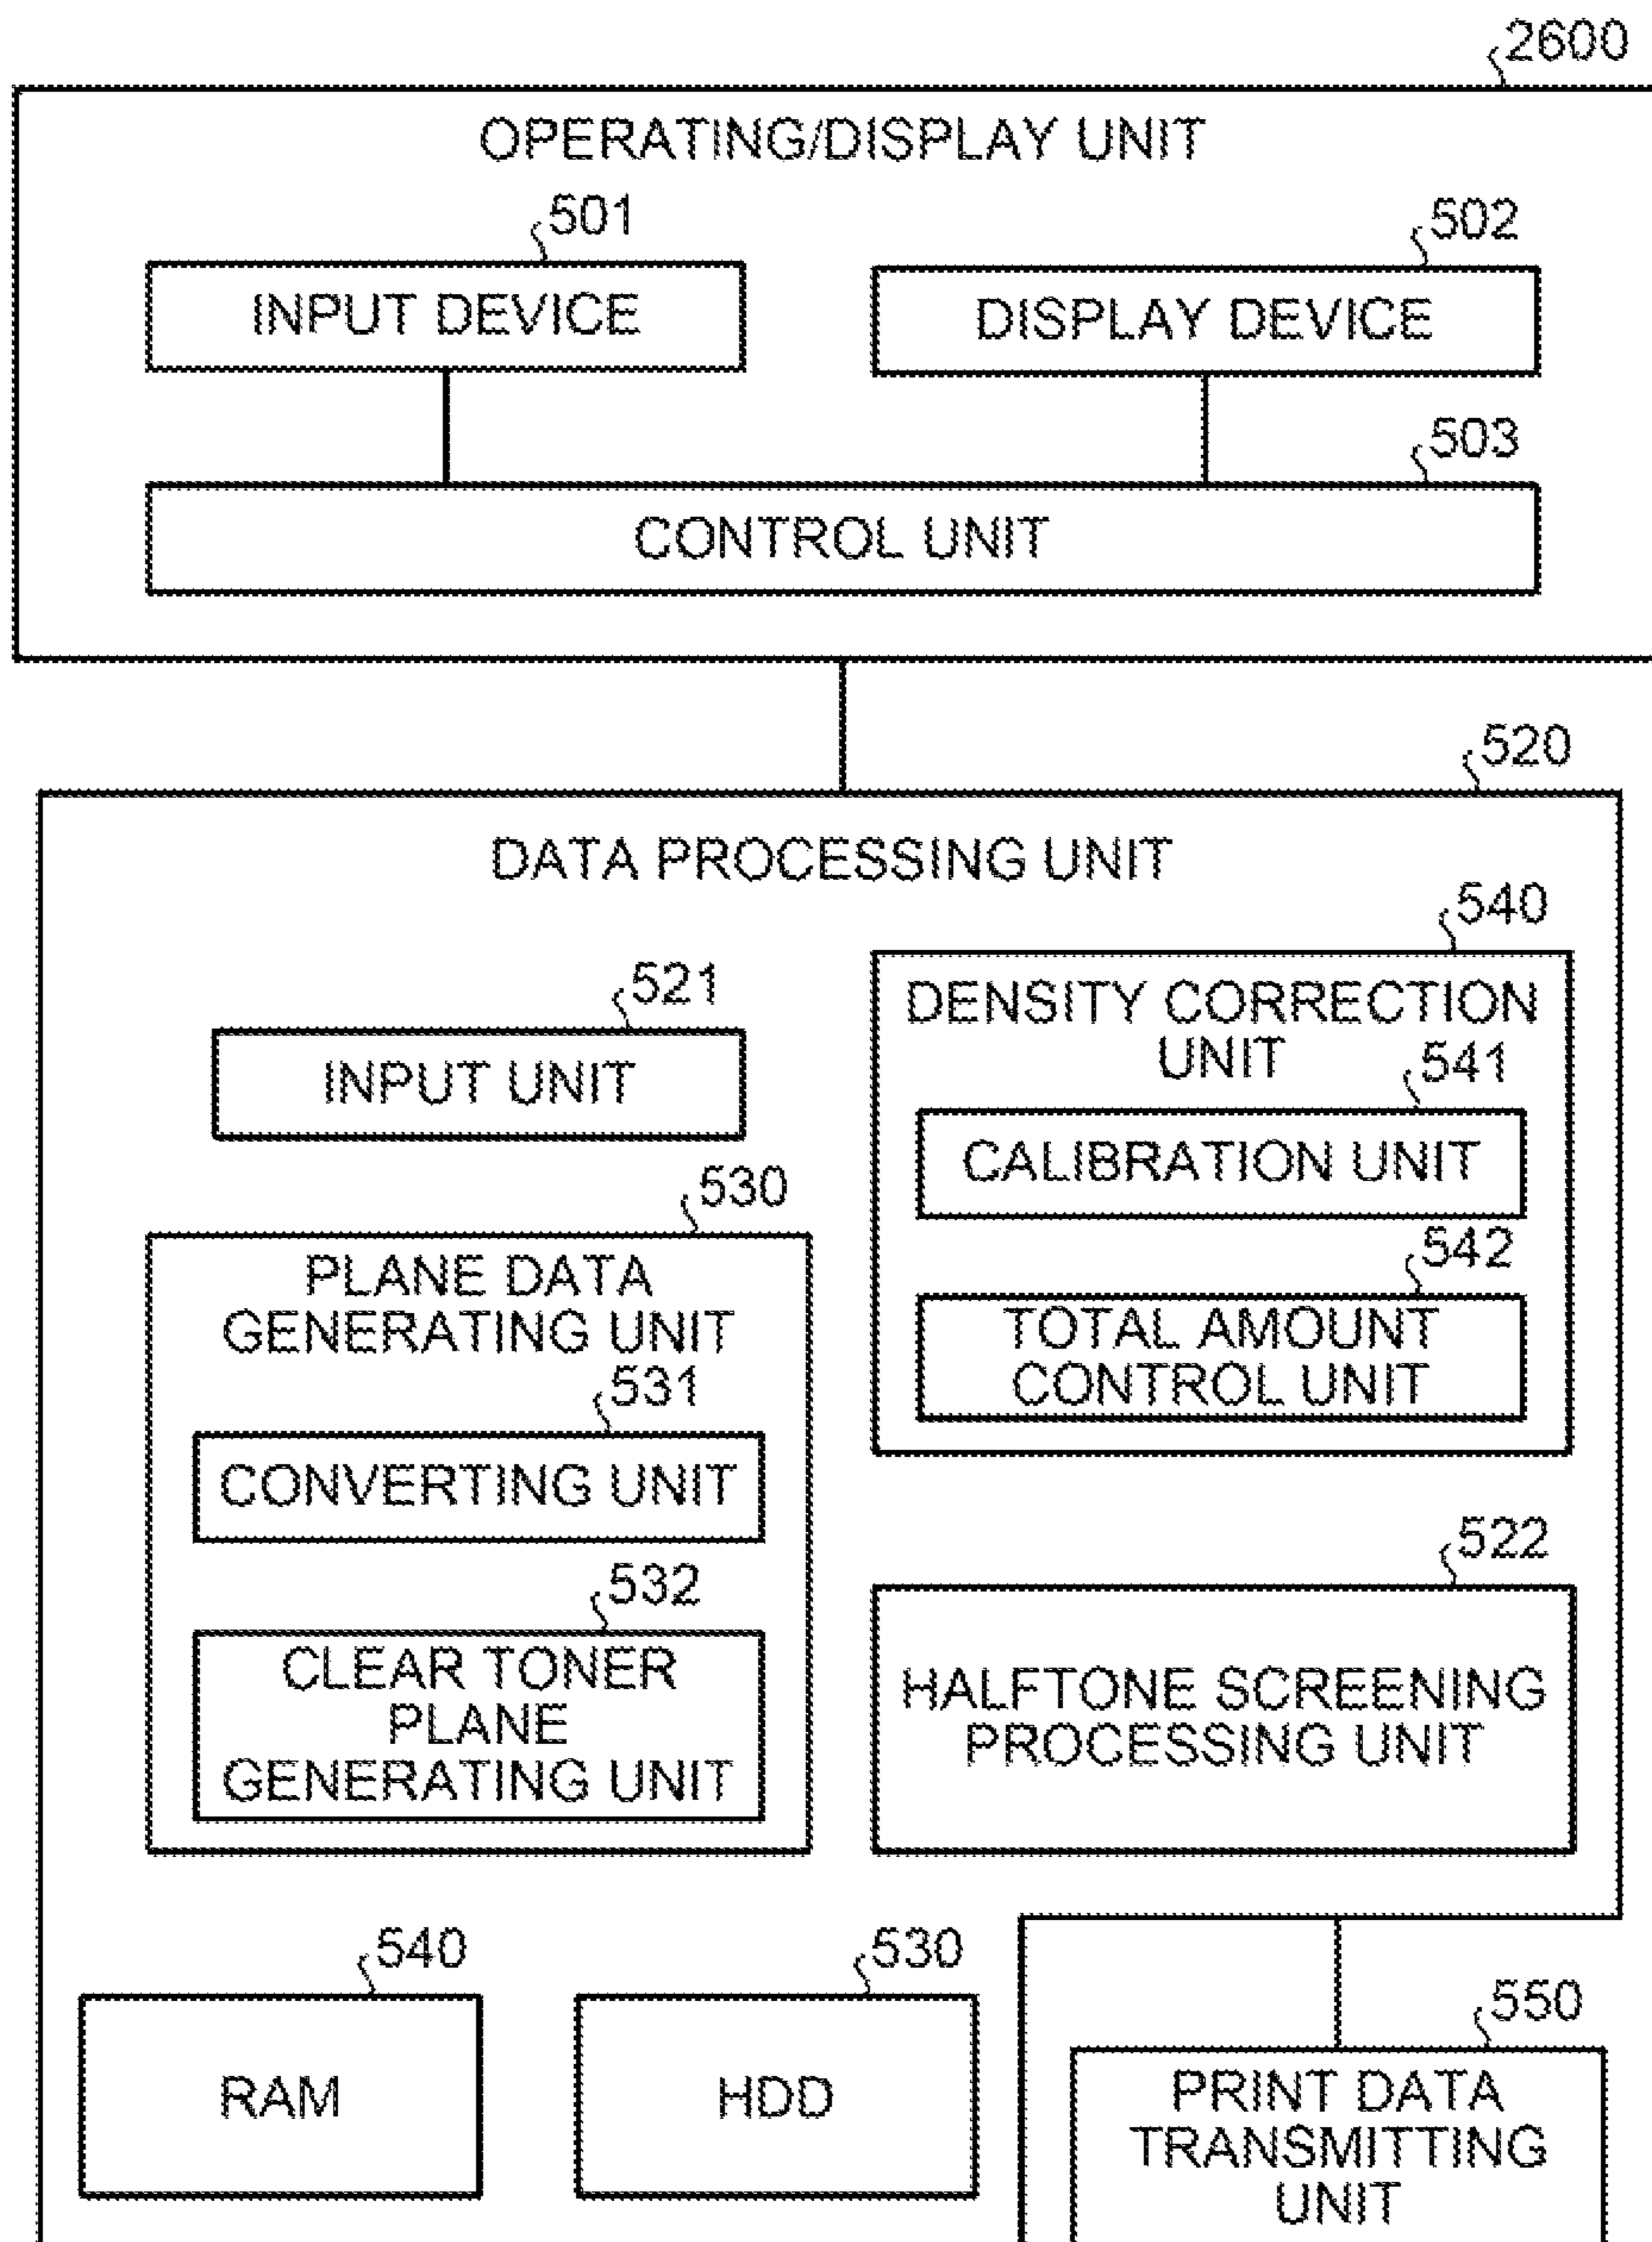 2600
OPERATING/DISPLAY UNIT
501
INPUT DEVICE
502
DISPLAY DEVICE
503
CONTROL UNIT
520
DATA PROCESSING UNIT
521
INPUT UNIT
530
PLANE DATA
GENERATING UNIT
531
CONVERTING UNIT
532
CLEAR TONER
PLANE
GENERATING UNIT
540
DENSITY CORRECTION
UNIT
541
CALIBRATION UNIT
542
TOTAL AMOUNT
CONTROL UNIT
522
HALFTONE SCREENING
PROCESSING UNIT
540
RAM
530
HDD
550
PRINT DATA
TRANSMITTING
UNIT